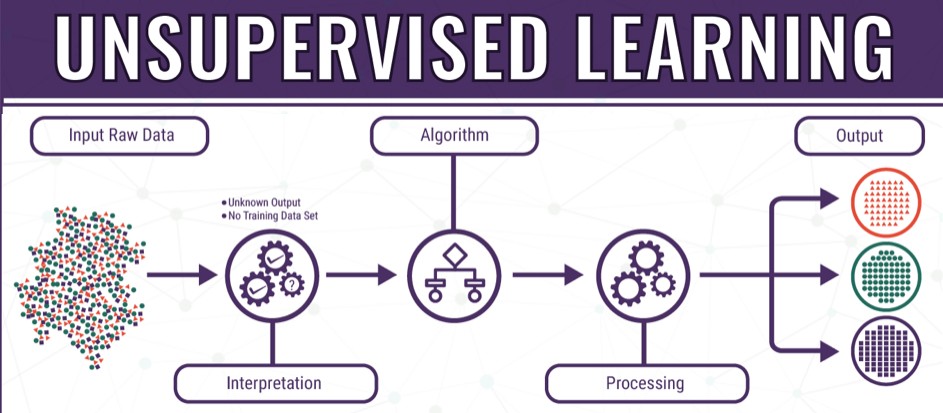 UNSUPERVISED LEARNING
Input Raw Data
Algorithm
Output
• Unknown Output
• No Training Data Set
?
Interpretation
Processing